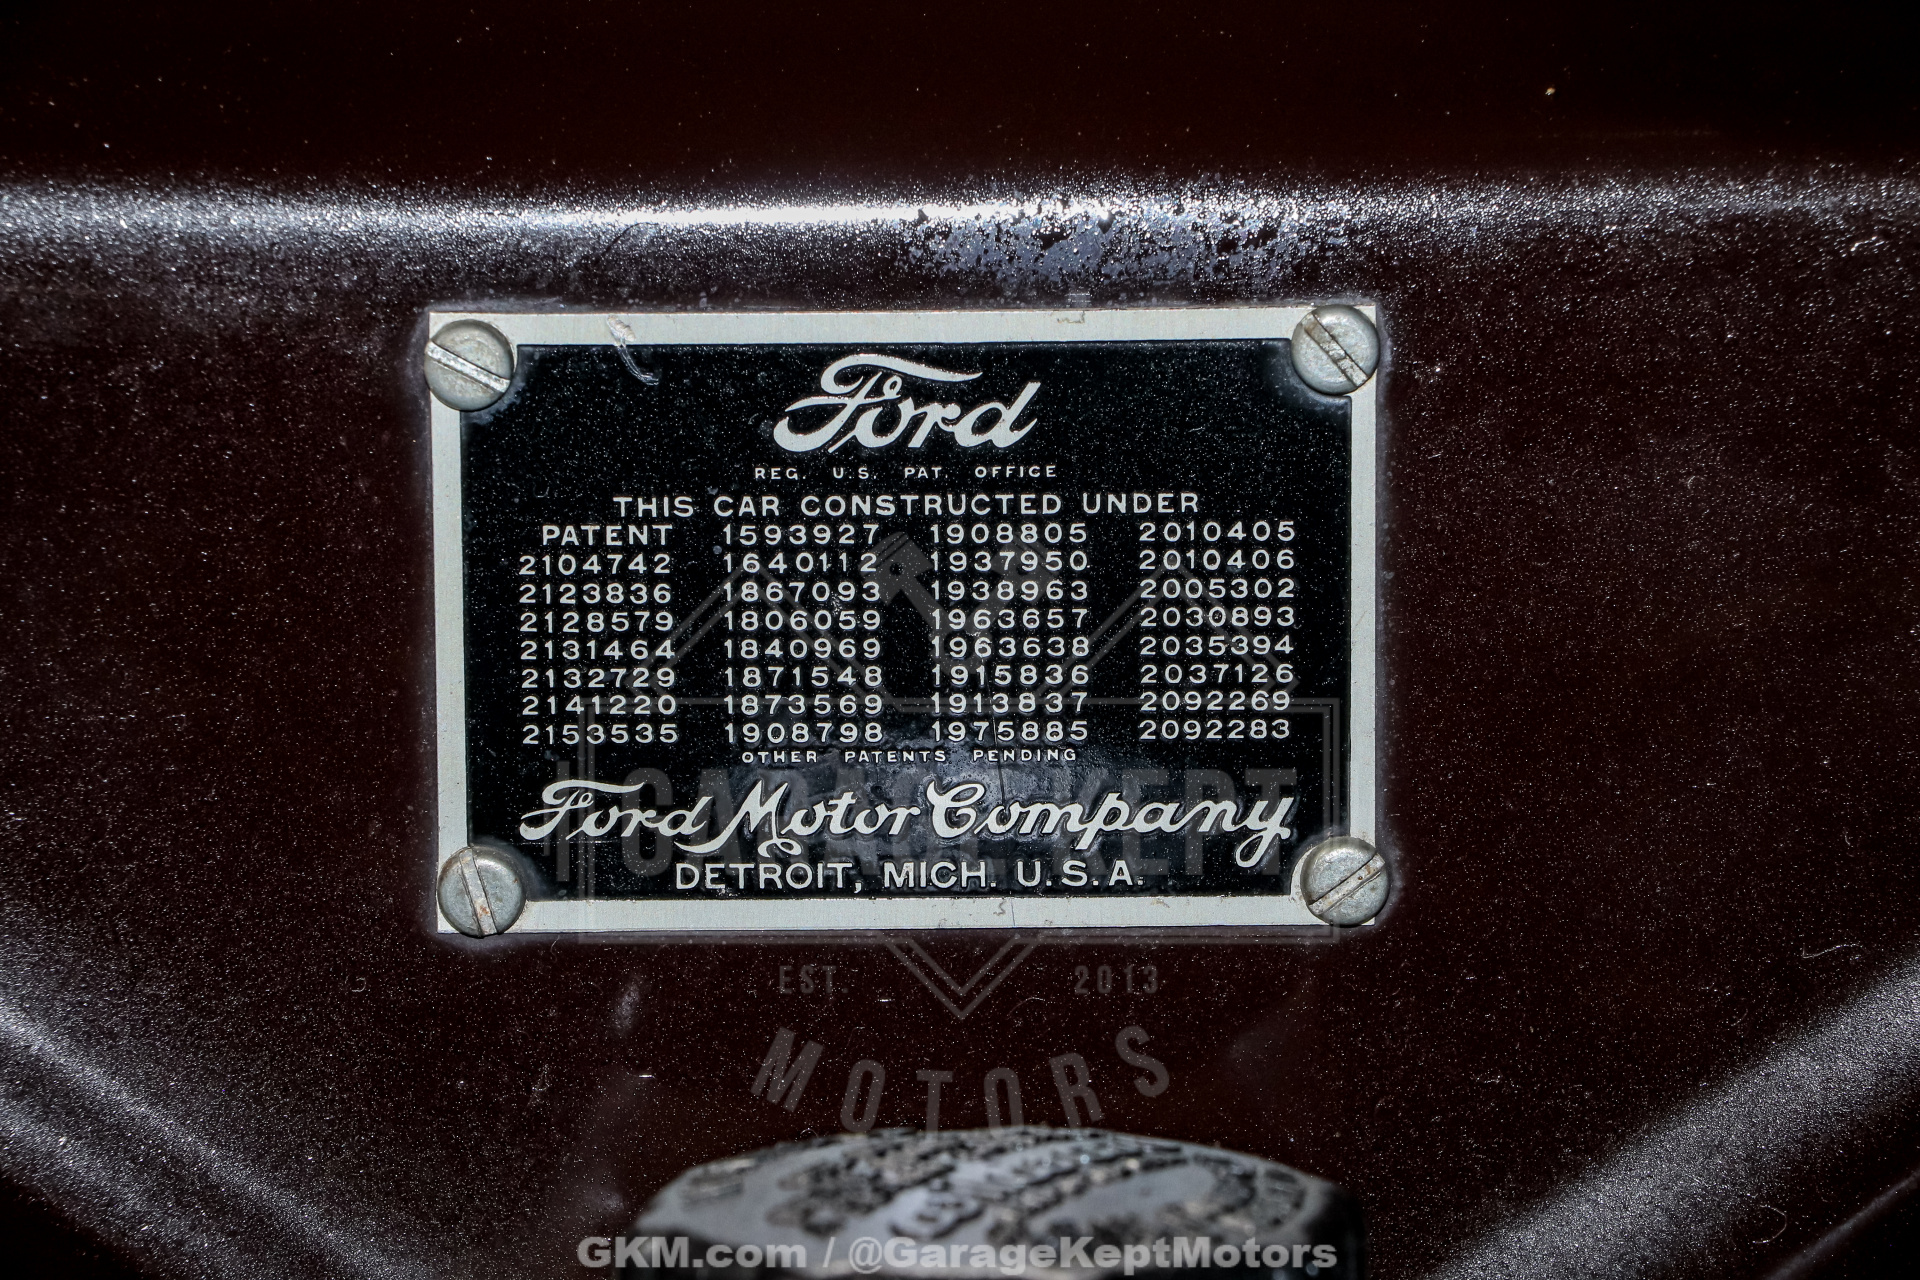 Ford
REG. U.S. PAT. OFFICE
THIS CAR CONSTRUCTED UNDER
PATENT 1593927 1908805 2010405
2104742 1640112 1937950 2010406
2123836 1867093 1938963 2005302
2128579 1806059 1963657 2030893
2131464 1840969 1963638 2035394
2132729 1871548 1915836 2037126
2141220 1873569 1913837 2092269
2153535 1908798 1975885 2092283
OTHER PATENTS PENDING
Ford Motor Company
DETROIT, MICH. U.S.A.
GARAGE KEPT
EST. 2013
MOTORS
GKM.com / @GarageKeptMotors